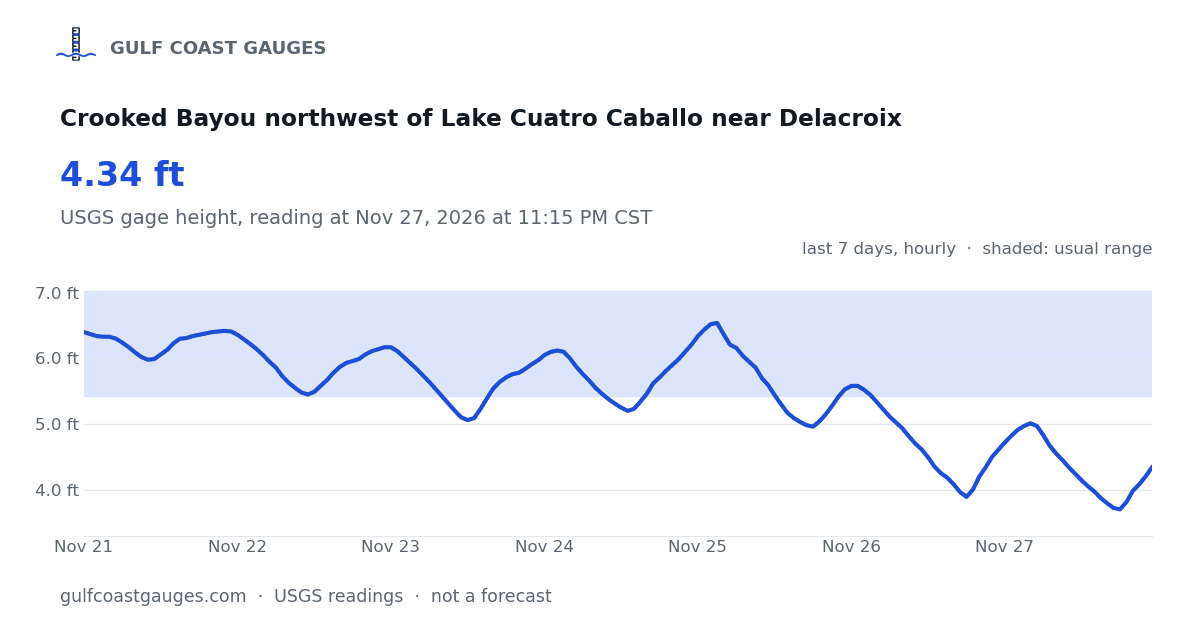 GULF COAST GAUGES
Crooked Bayou northwest of Lake Cuatro Caballo near Delacroix
4.34 ft
USGS gage height, reading at Nov 27, 2026 at 11:15 PM CST
last 7 days, hourly · shaded: usual range
7.0 ft
6.0 ft
5.0 ft
4.0 ft
Nov 21 Nov 22 Nov 23 Nov 24 Nov 25 Nov 26 Nov 27
gulfcoastgauges.com · USGS readings · not a forecast